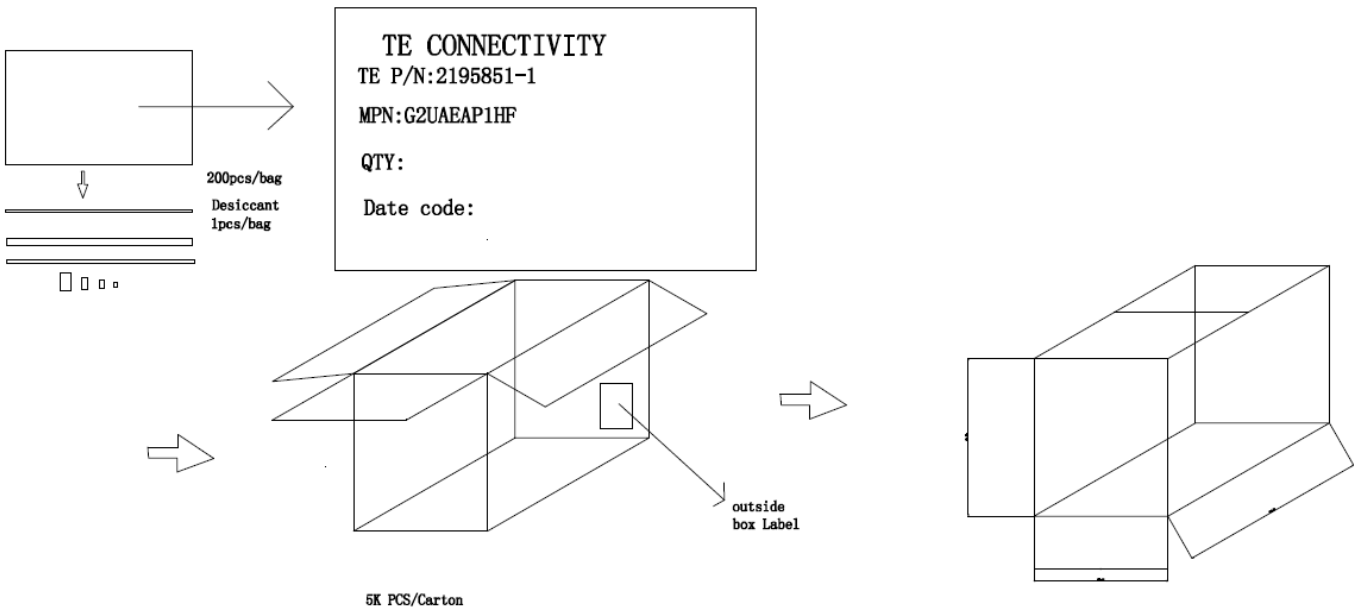 TE CONNECTIVITY
TE P/N:2195851-1
MPN:G2UAEAP1HF
QTY:
Date code:
200pcs/bag
Desiccant
1pcs/bag
outside
box Label
5K PCS/Carton